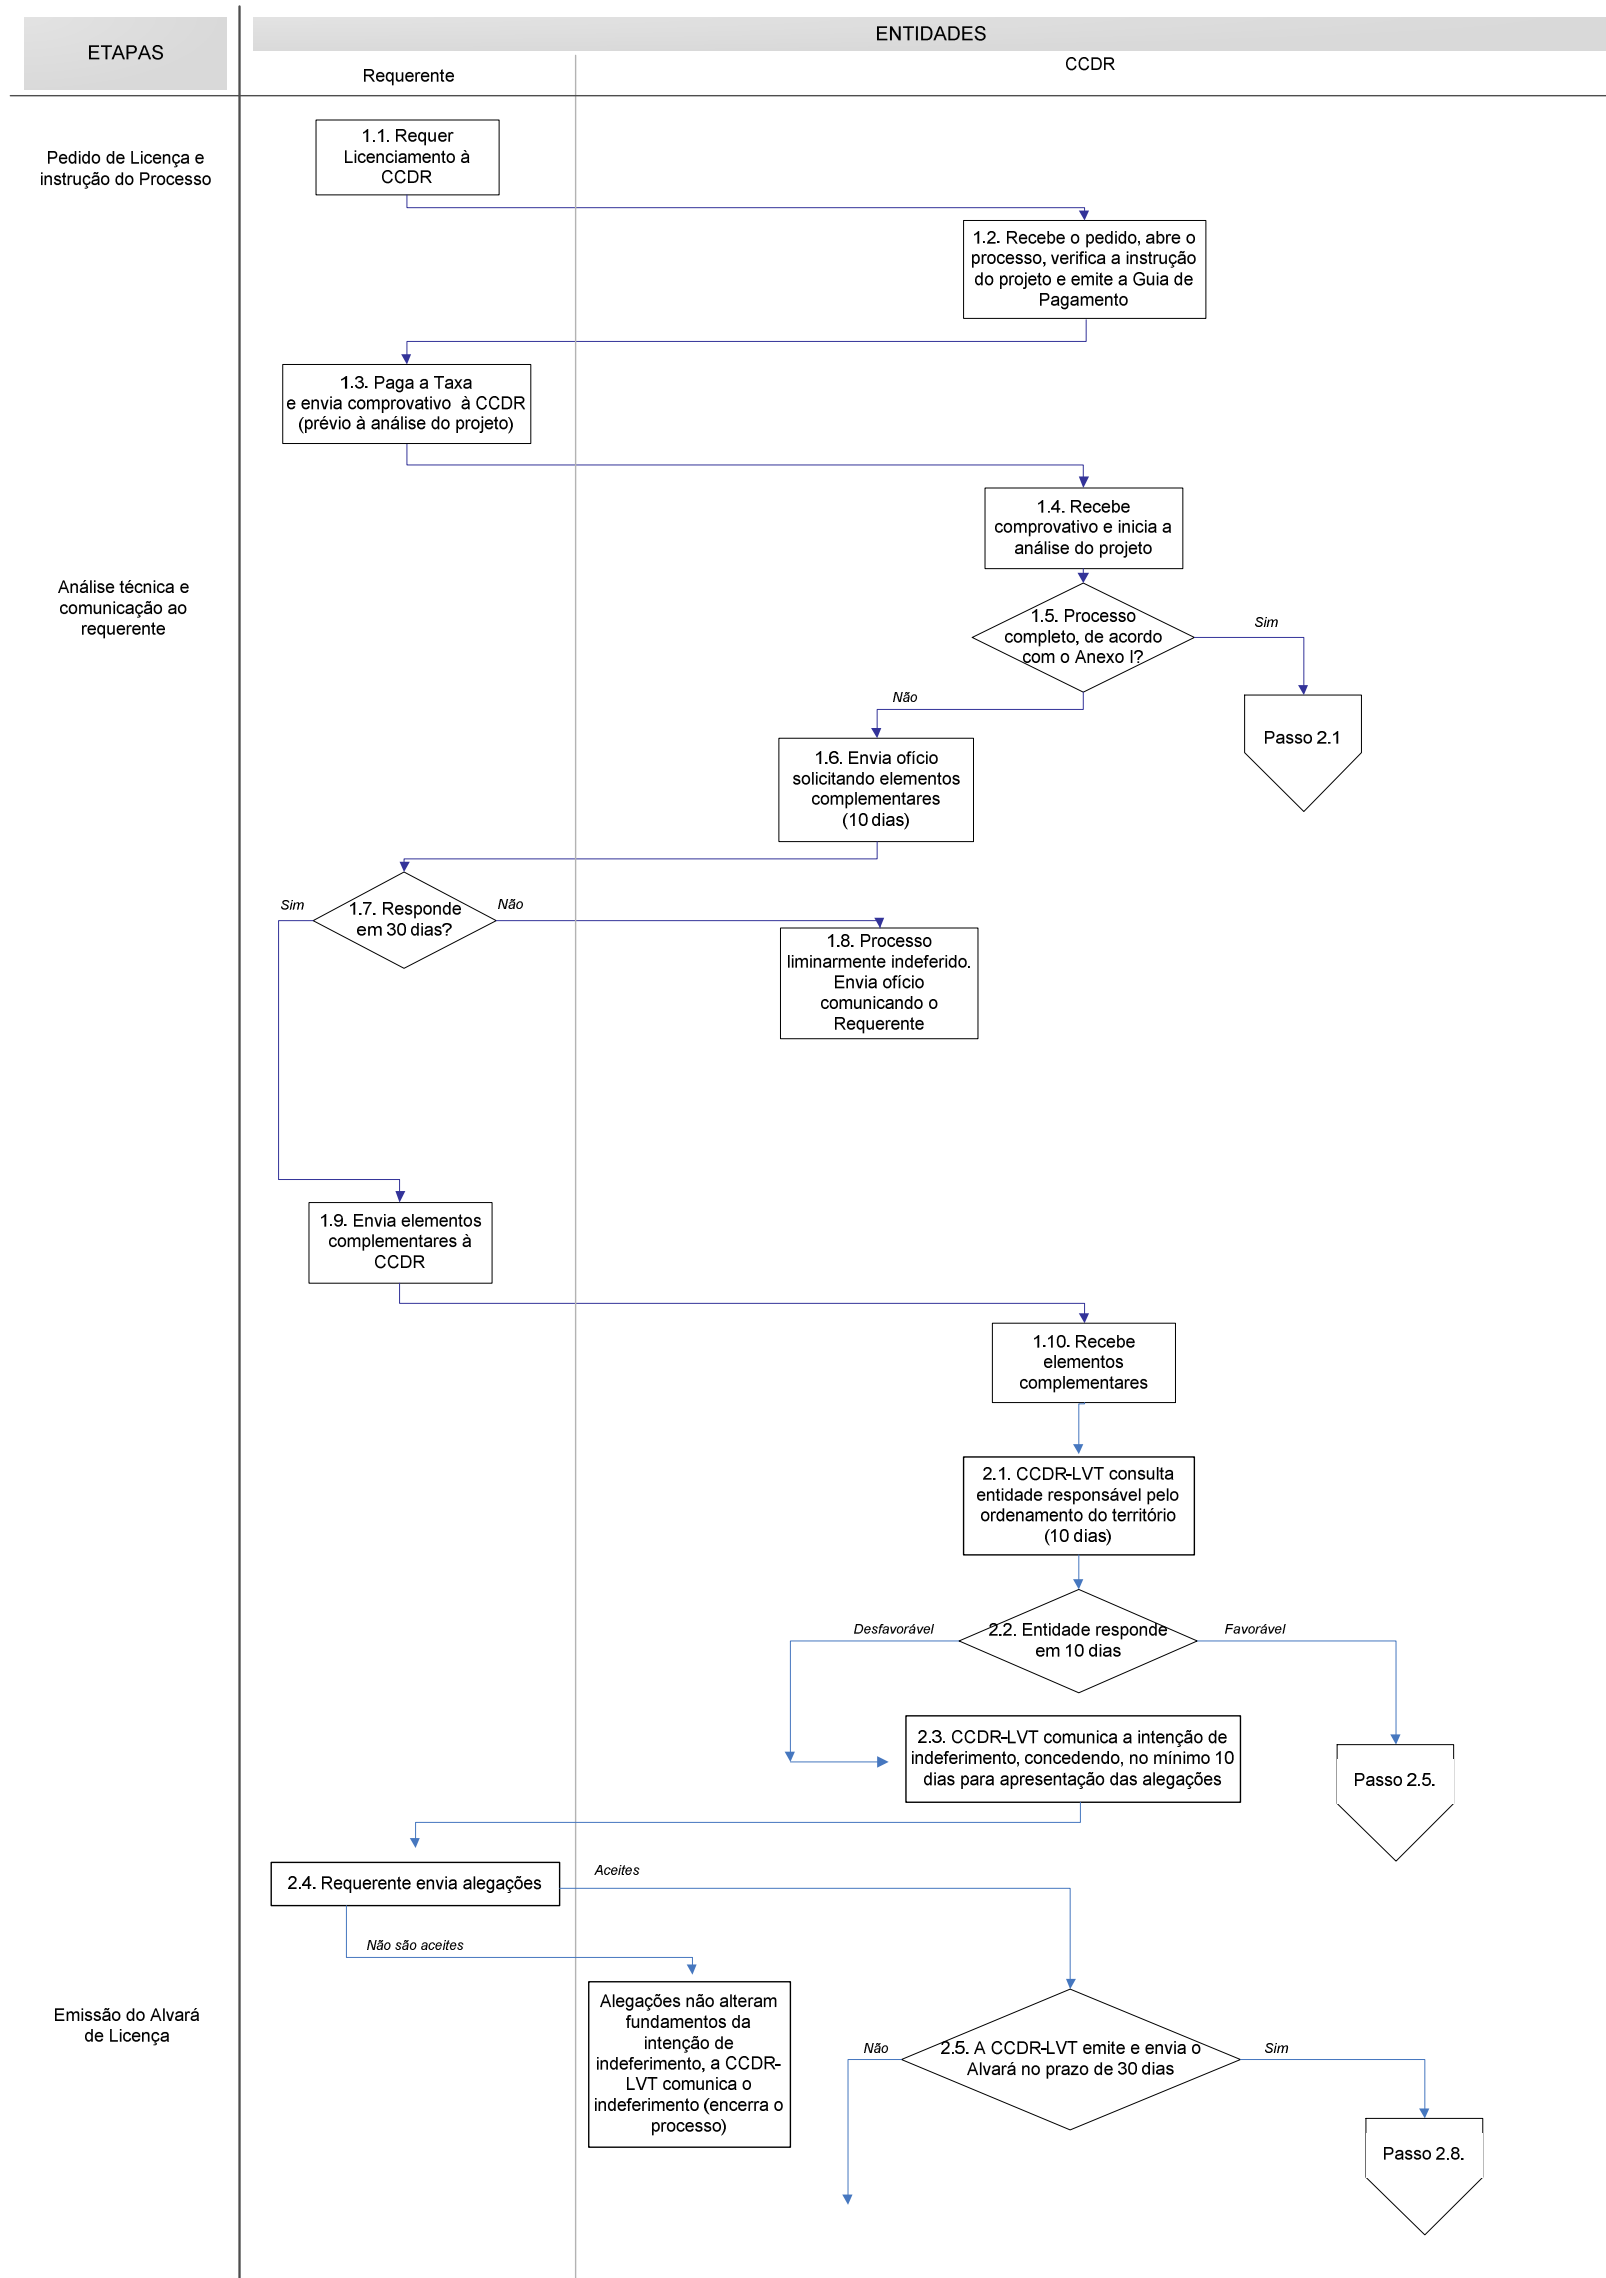 ETAPAS
ENTIDADES
Requerente
CCDR
Pedido de Licença e
instrução do Processo
1.1. Requer
Licenciamento à
CCDR
1.2. Recebe o pedido, abre o
processo, verifica a instrução
do projeto e emite a Guia de
Pagamento
1.3. Paga a Taxa
e envia comprovativo à CCDR
(prévio à análise do projeto)
1.4. Recebe
comprovativo e inicia a
análise do projeto
Análise técnica e
comunicação ao
requerente
1.5. Processo
completo, de acordo
com o Anexo I?
Sim
Não
Passo 2.1
1.6. Envia ofício
solicitando elementos
complementares
(10 dias)
Sim
1.7. Responde
em 30 dias?
Não
1.8. Processo
liminarmente indeferido.
Envia ofício
comunicando o
Requerente
1.9. Envia elementos
complementares à
CCDR
1.10. Recebe
elementos
complementares
2.1. CCDR-LVT consulta
entidade responsável pelo
ordenamento do território
(10 dias)
Desfavorável
2.2. Entidade responde
em 10 dias
Favorável
2.3. CCDR-LVT comunica a intenção de
indeferimento, concedendo, no mínimo 10
dias para apresentação das alegações
Passo 2.5.
2.4. Requerente envia alegações
Aceites
Não são aceites
Emissão do Alvará
de Licença
Alegações não alteram
fundamentos da
intenção de
indeferimento, a CCDR-
LVT comunica o
indeferimento (encerra o
processo)
Não
2.5. A CCDR-LVT emite e envia o
Alvará no prazo de 30 dias
Sim
Passo 2.8.